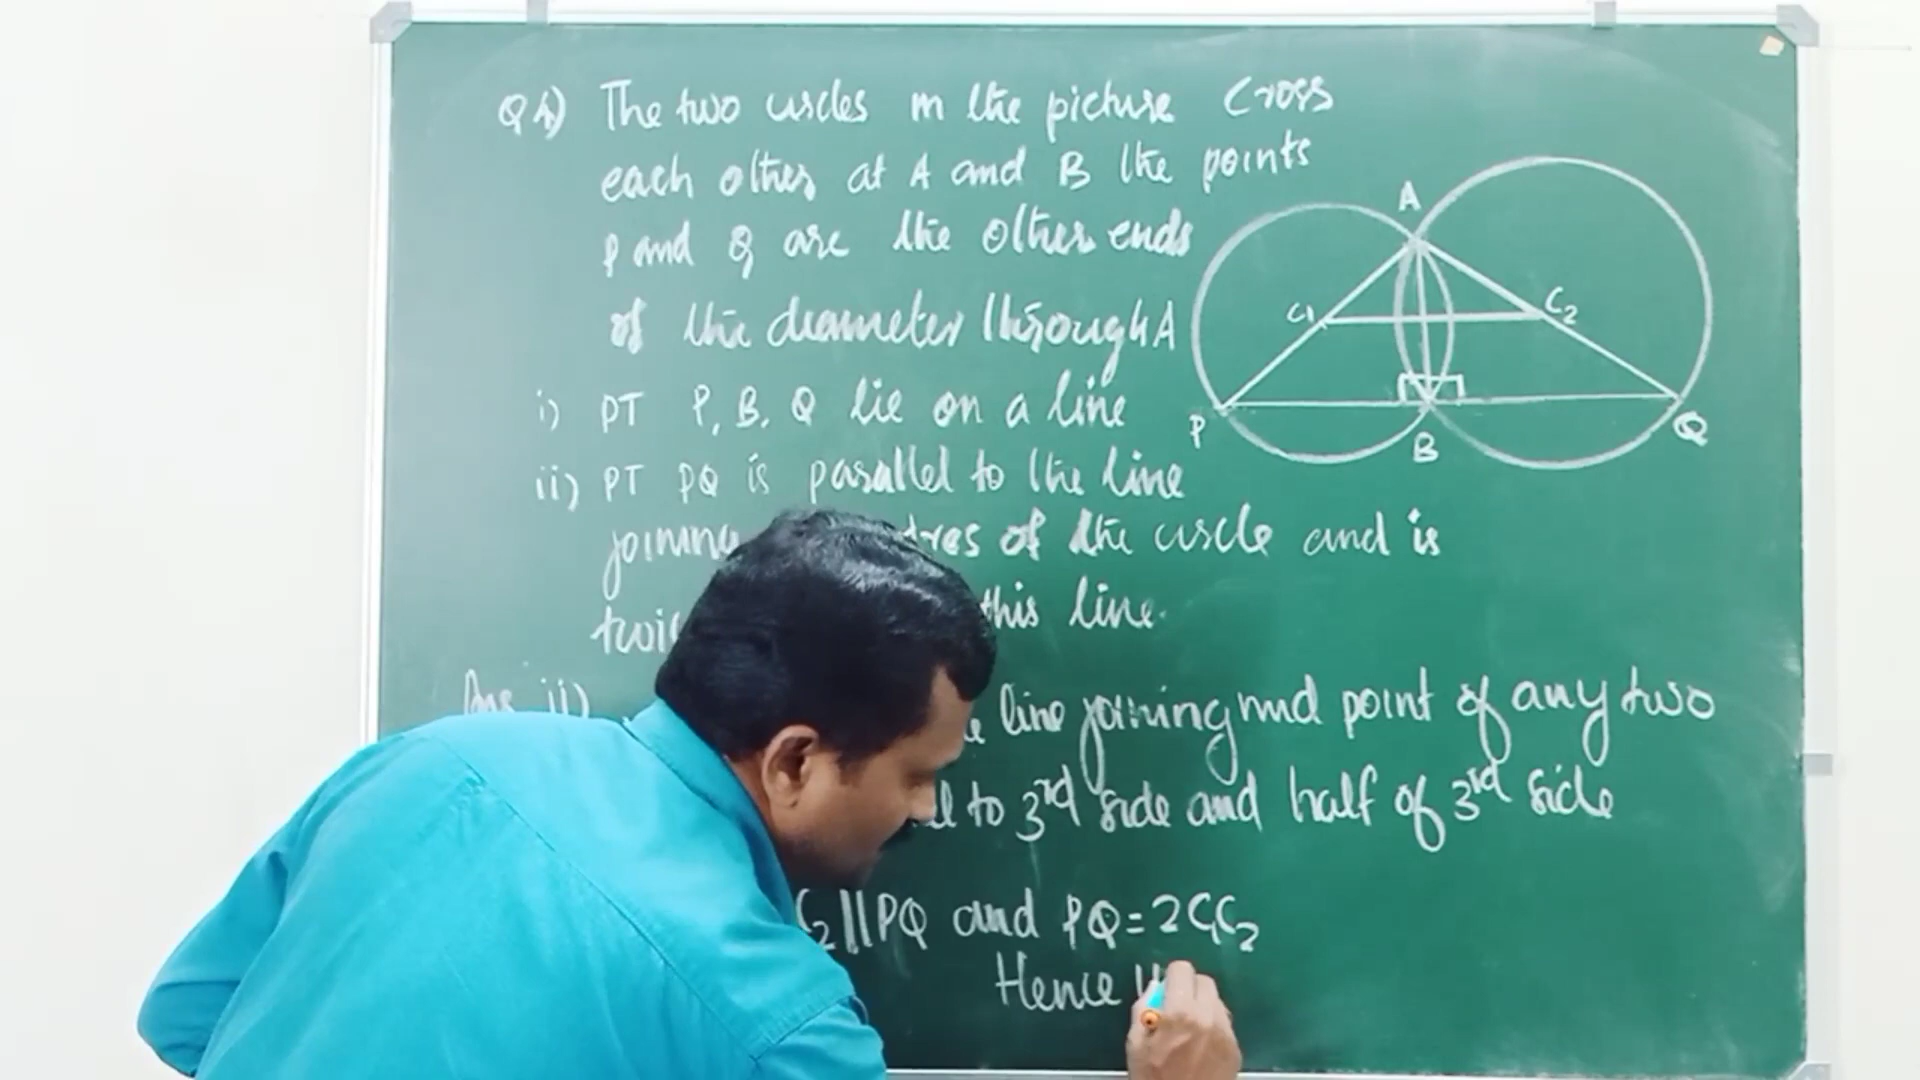 Q4) The two circles in the picture cross
each other at A and B the points
P and Q are the other ends
of the diameter through A
i) PT P, B, Q lie on a line
ii) PT PQ is parallel to the line
joining of the circle and is
this line.
Ans ii) line joining mid point of any two
to 3rd side and half of 3rd side
C2 || PQ and PQ = 2C1C2
Hence
A
C1
C2
P
B
Q